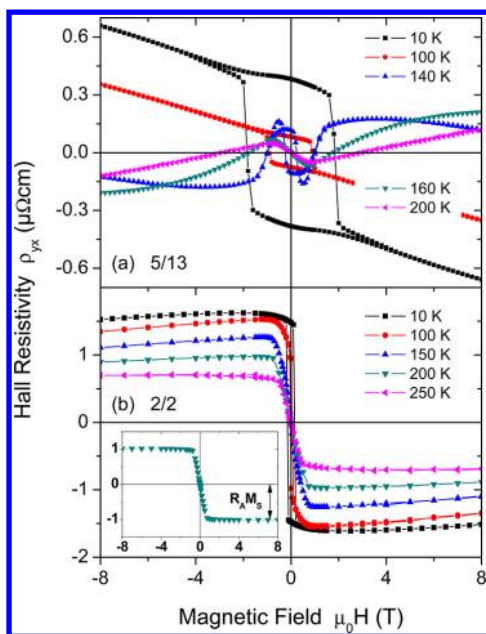 Hall Resistivity ρyx (μΩcm)
0.6
0.3
0.0
-0.3
-0.6
10 K
100 K
140 K
160 K
200 K
(a) 5/13
1
0
-1
-2
10 K
100 K
150 K
200 K
250 K
(b) 2/2
1
0
-1
-8 -4 0 4 8
RAMS
-8 -4 0 4 8
Magnetic Field μ0H (T)